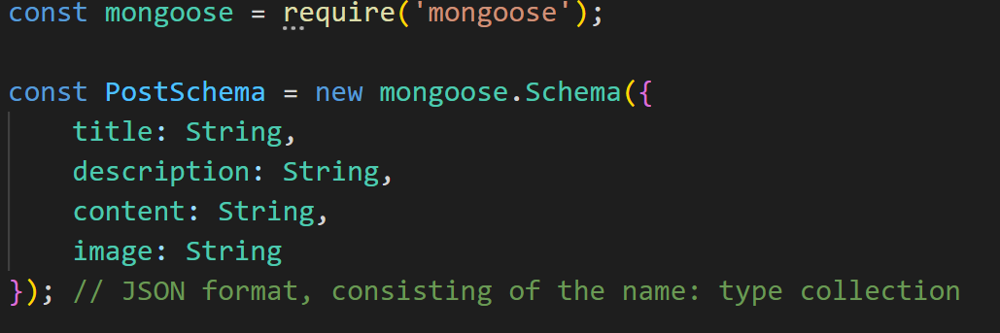 const mongoose = require('mongoose');
const PostSchema = new mongoose.Schema({
    title: String,
    description: String,
    content: String,
    image: String
}); // JSON format, consisting of the name: type collection